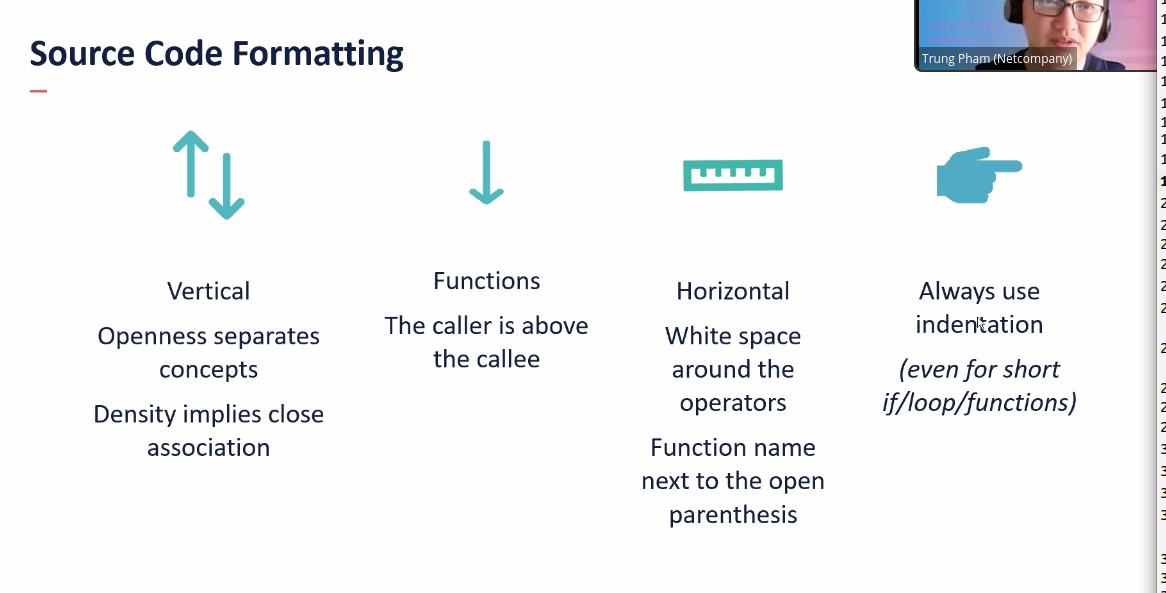 Source Code Formatting
Trung Pham (Netcompany)
Vertical
Openness separates
concepts
Density implies close
association
Functions
The caller is above
the callee
Horizontal
White space
around the
operators
Function name
next to the open
parenthesis
Always use
indentation
(even for short
if/loop/functions)